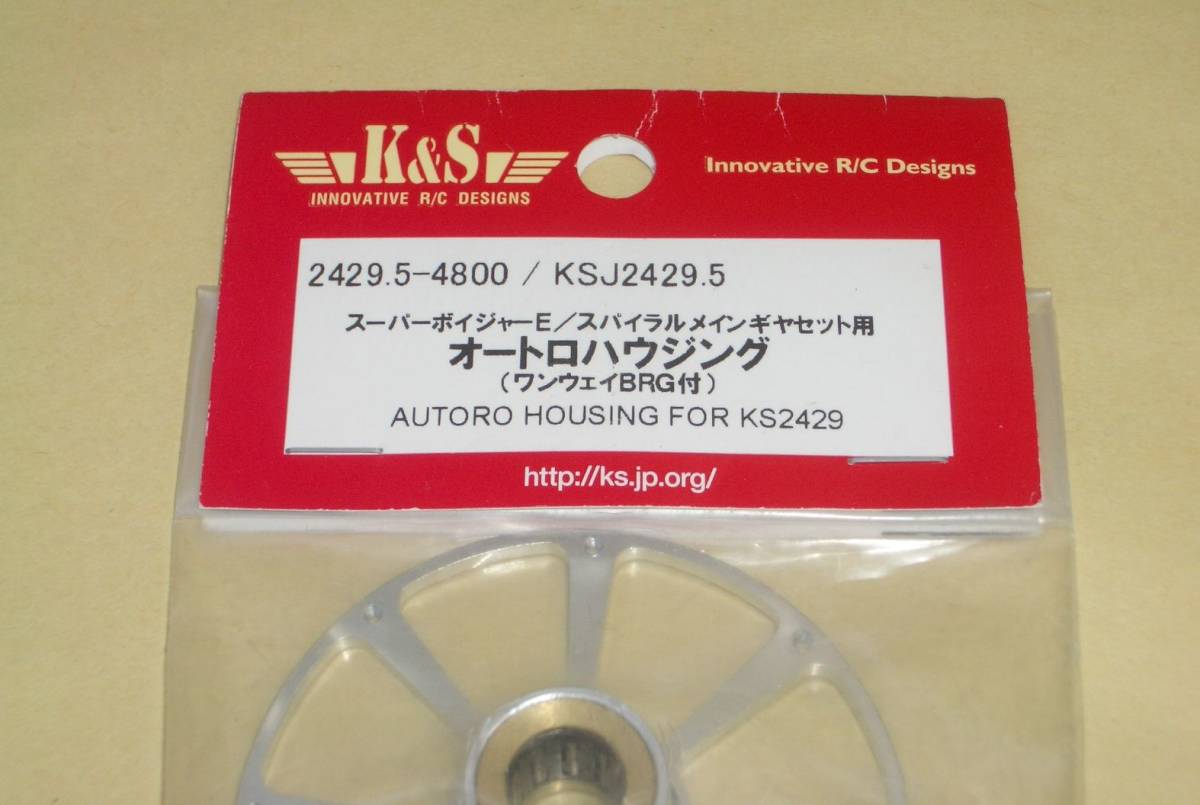 K&S
INNOVATIVE R/C DESIGNS
Innovative R/C Designs
2429.5-4800 / KSJ2429.5
スーパーボイジャーE/スパイラルメインギヤセット用
オートロハウジング
(ワンウェイBRG付)
AUTORO HOUSING FOR KS2429
http://ks.jp.org/